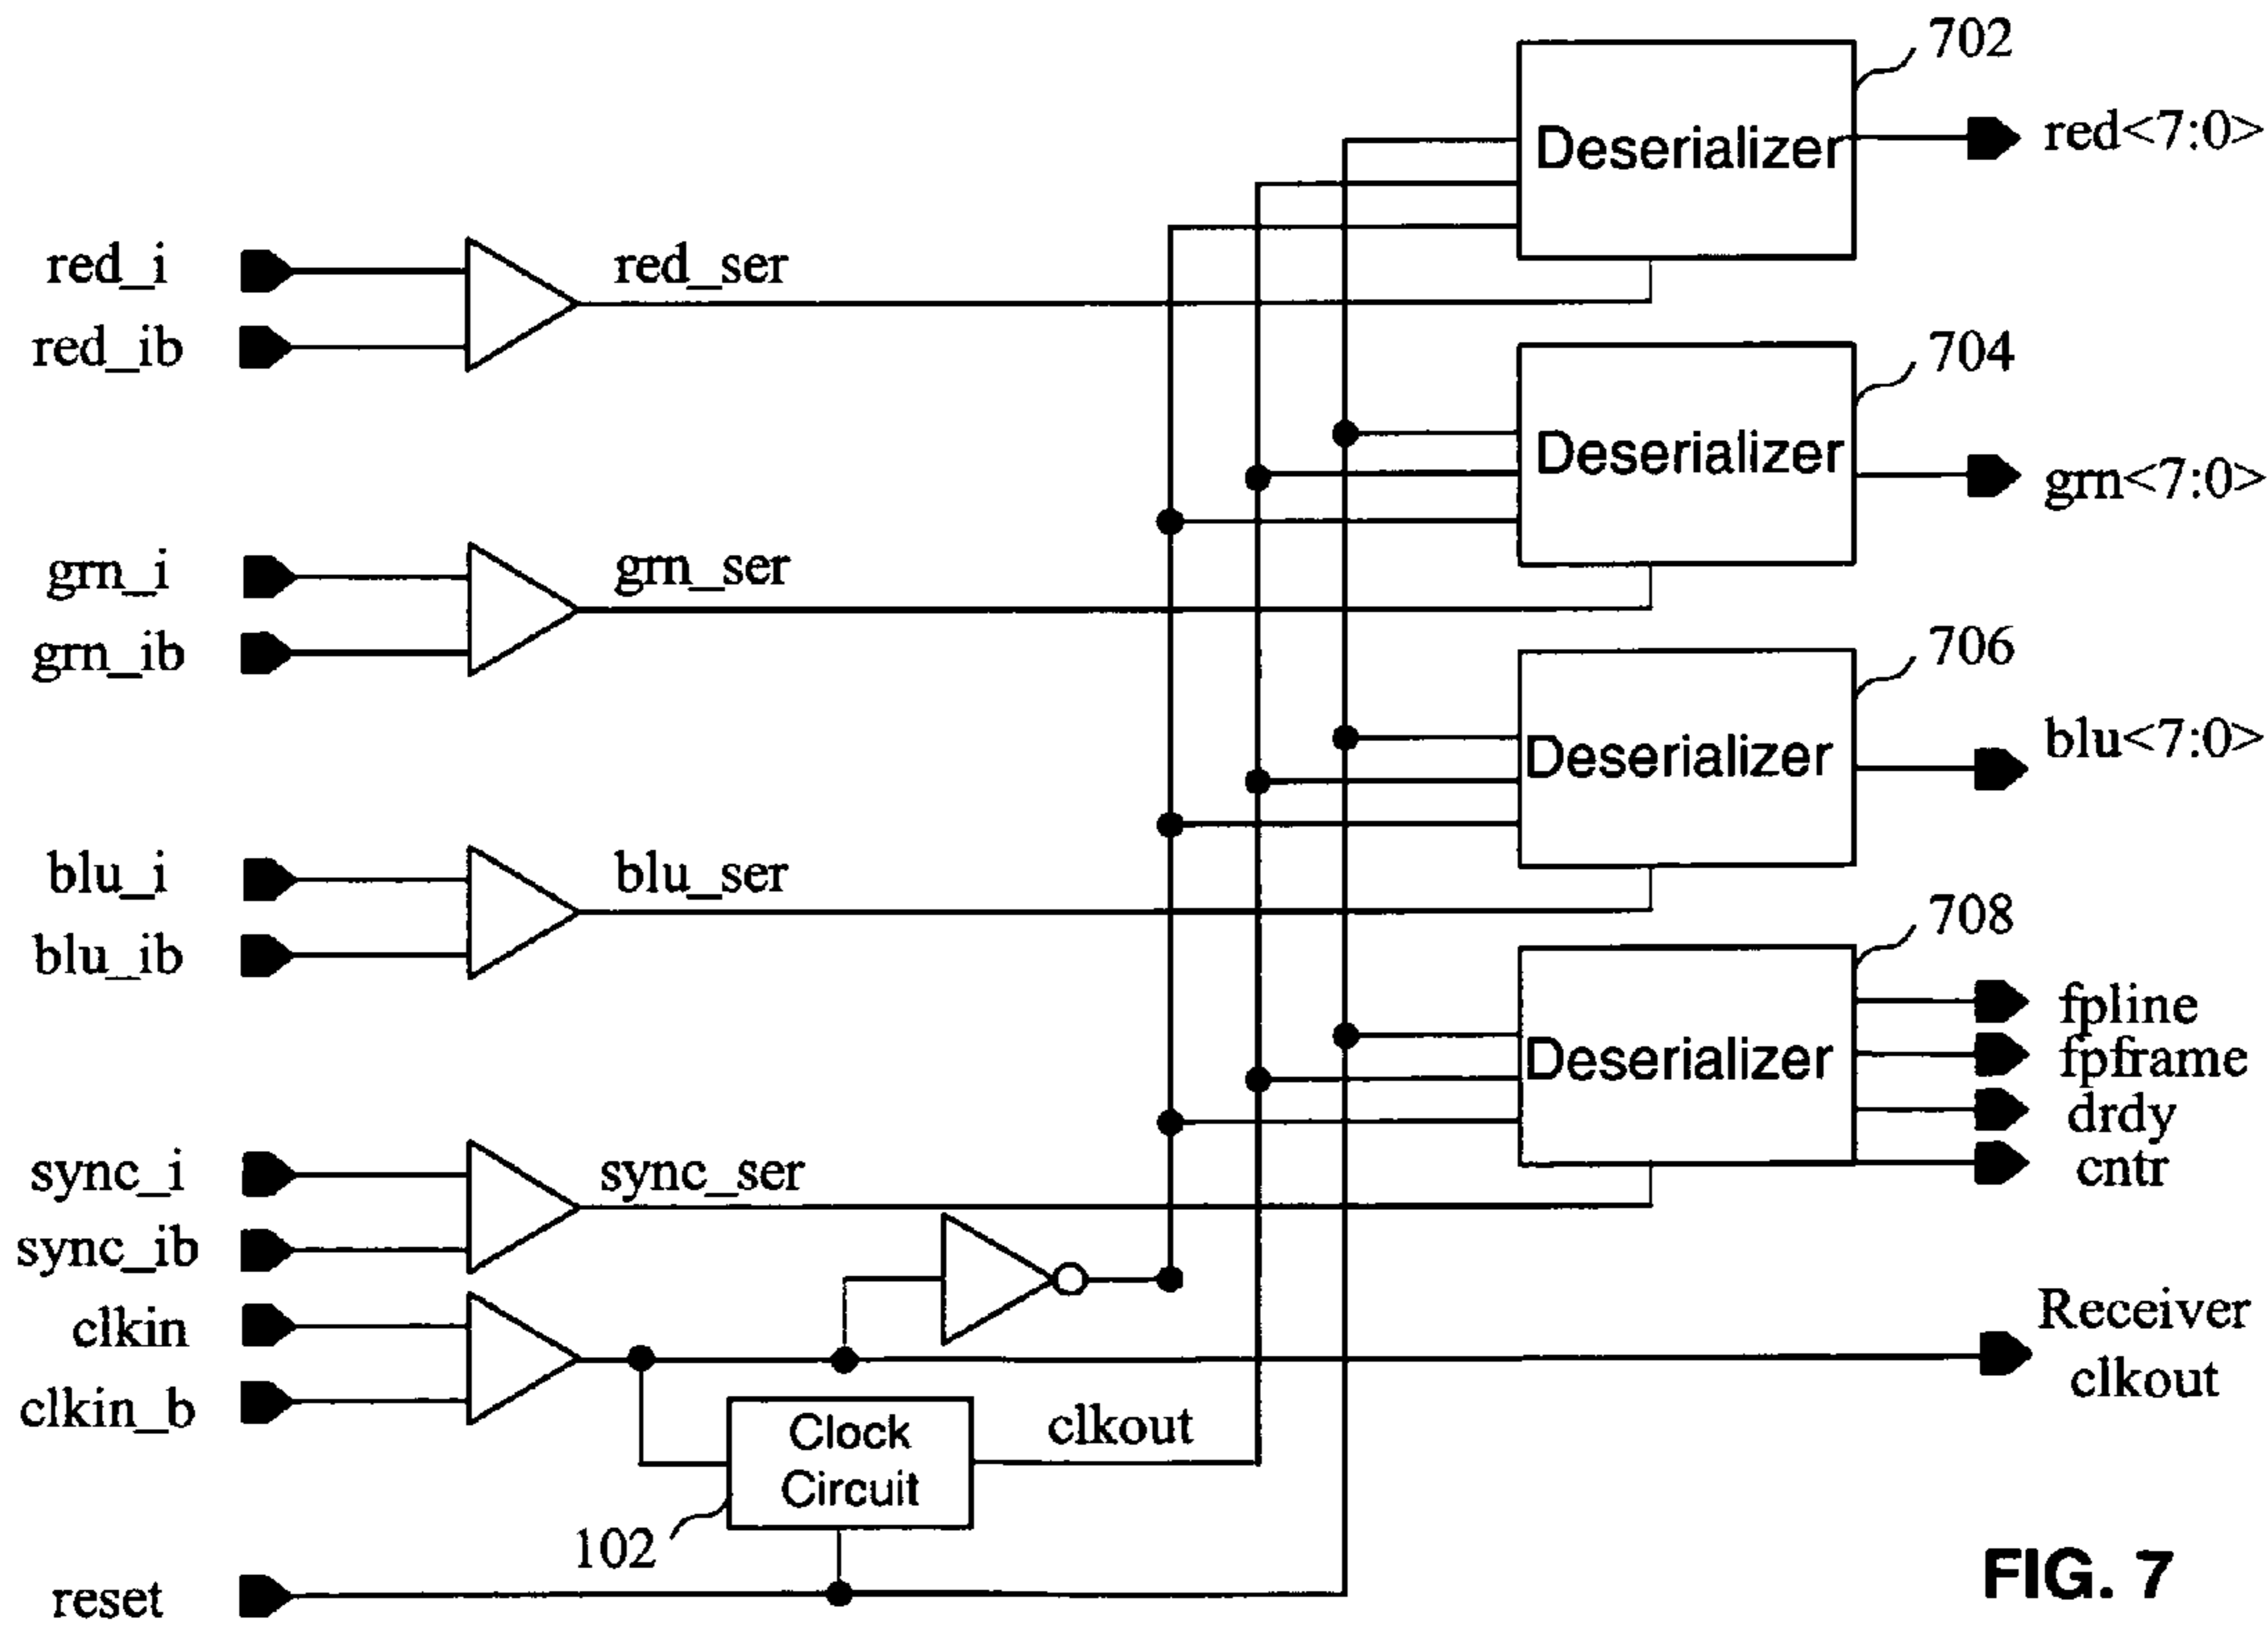 702
Deserializer
red<7:0>
red_i
red_ser
red_ib
704
Deserializer
grn<7:0>
grn_i
grn_ser
grn_ib
706
Deserializer
blu<7:0>
blu_i
blu_ser
blu_ib
708
Deserializer
fpline
fpframe
drdy
cntr
sync_i
sync_ser
sync_ib
clkin
Receiver
clkout
clkin_b
Clock
Circuit
clkout
102
reset
FIG. 7